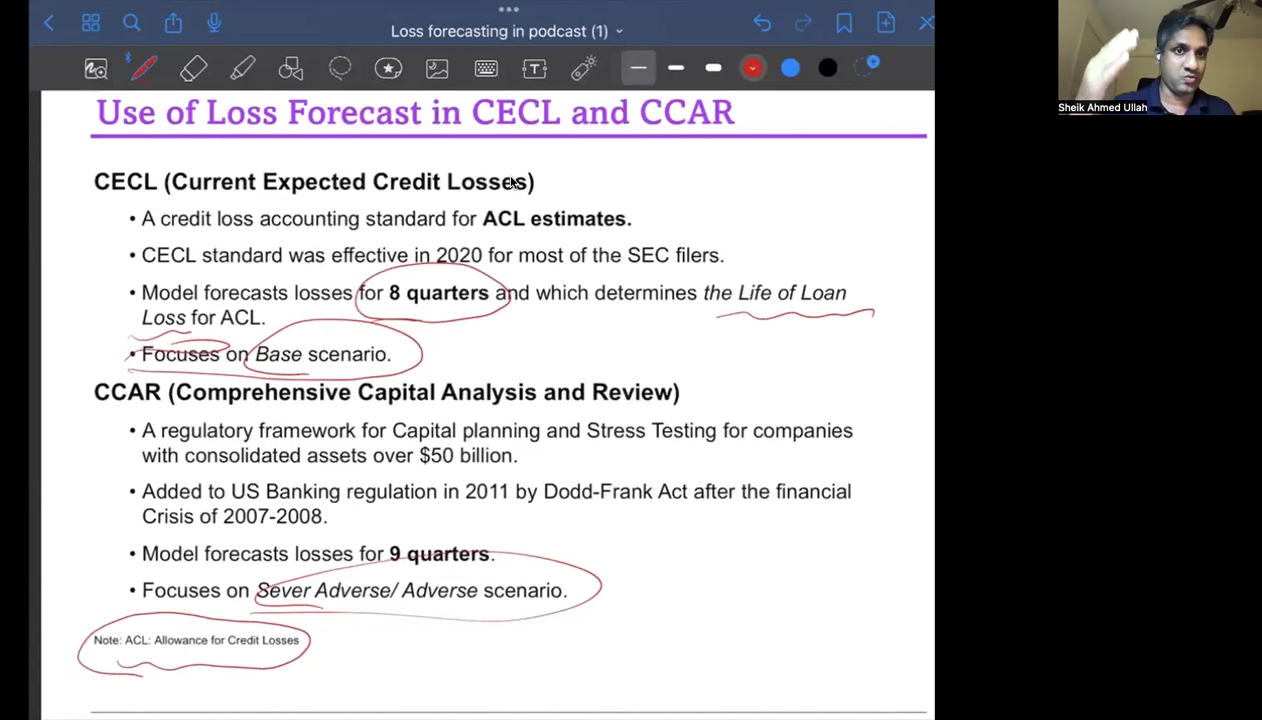 Loss forecasting in podcast (1)
Sheik Ahmed Ullah
Use of Loss Forecast in CECL and CCAR
CECL (Current Expected Credit Losses)
• A credit loss accounting standard for ACL estimates.
• CECL standard was effective in 2020 for most of the SEC filers.
• Model forecasts losses for 8 quarters and which determines the Life of Loan
Loss for ACL.
• Focuses on Base scenario.
CCAR (Comprehensive Capital Analysis and Review)
• A regulatory framework for Capital planning and Stress Testing for companies
with consolidated assets over $50 billion.
• Added to US Banking regulation in 2011 by Dodd-Frank Act after the financial
Crisis of 2007-2008.
• Model forecasts losses for 9 quarters.
• Focuses on Sever Adverse/ Adverse scenario.
Note: ACL: Allowance for Credit Losses